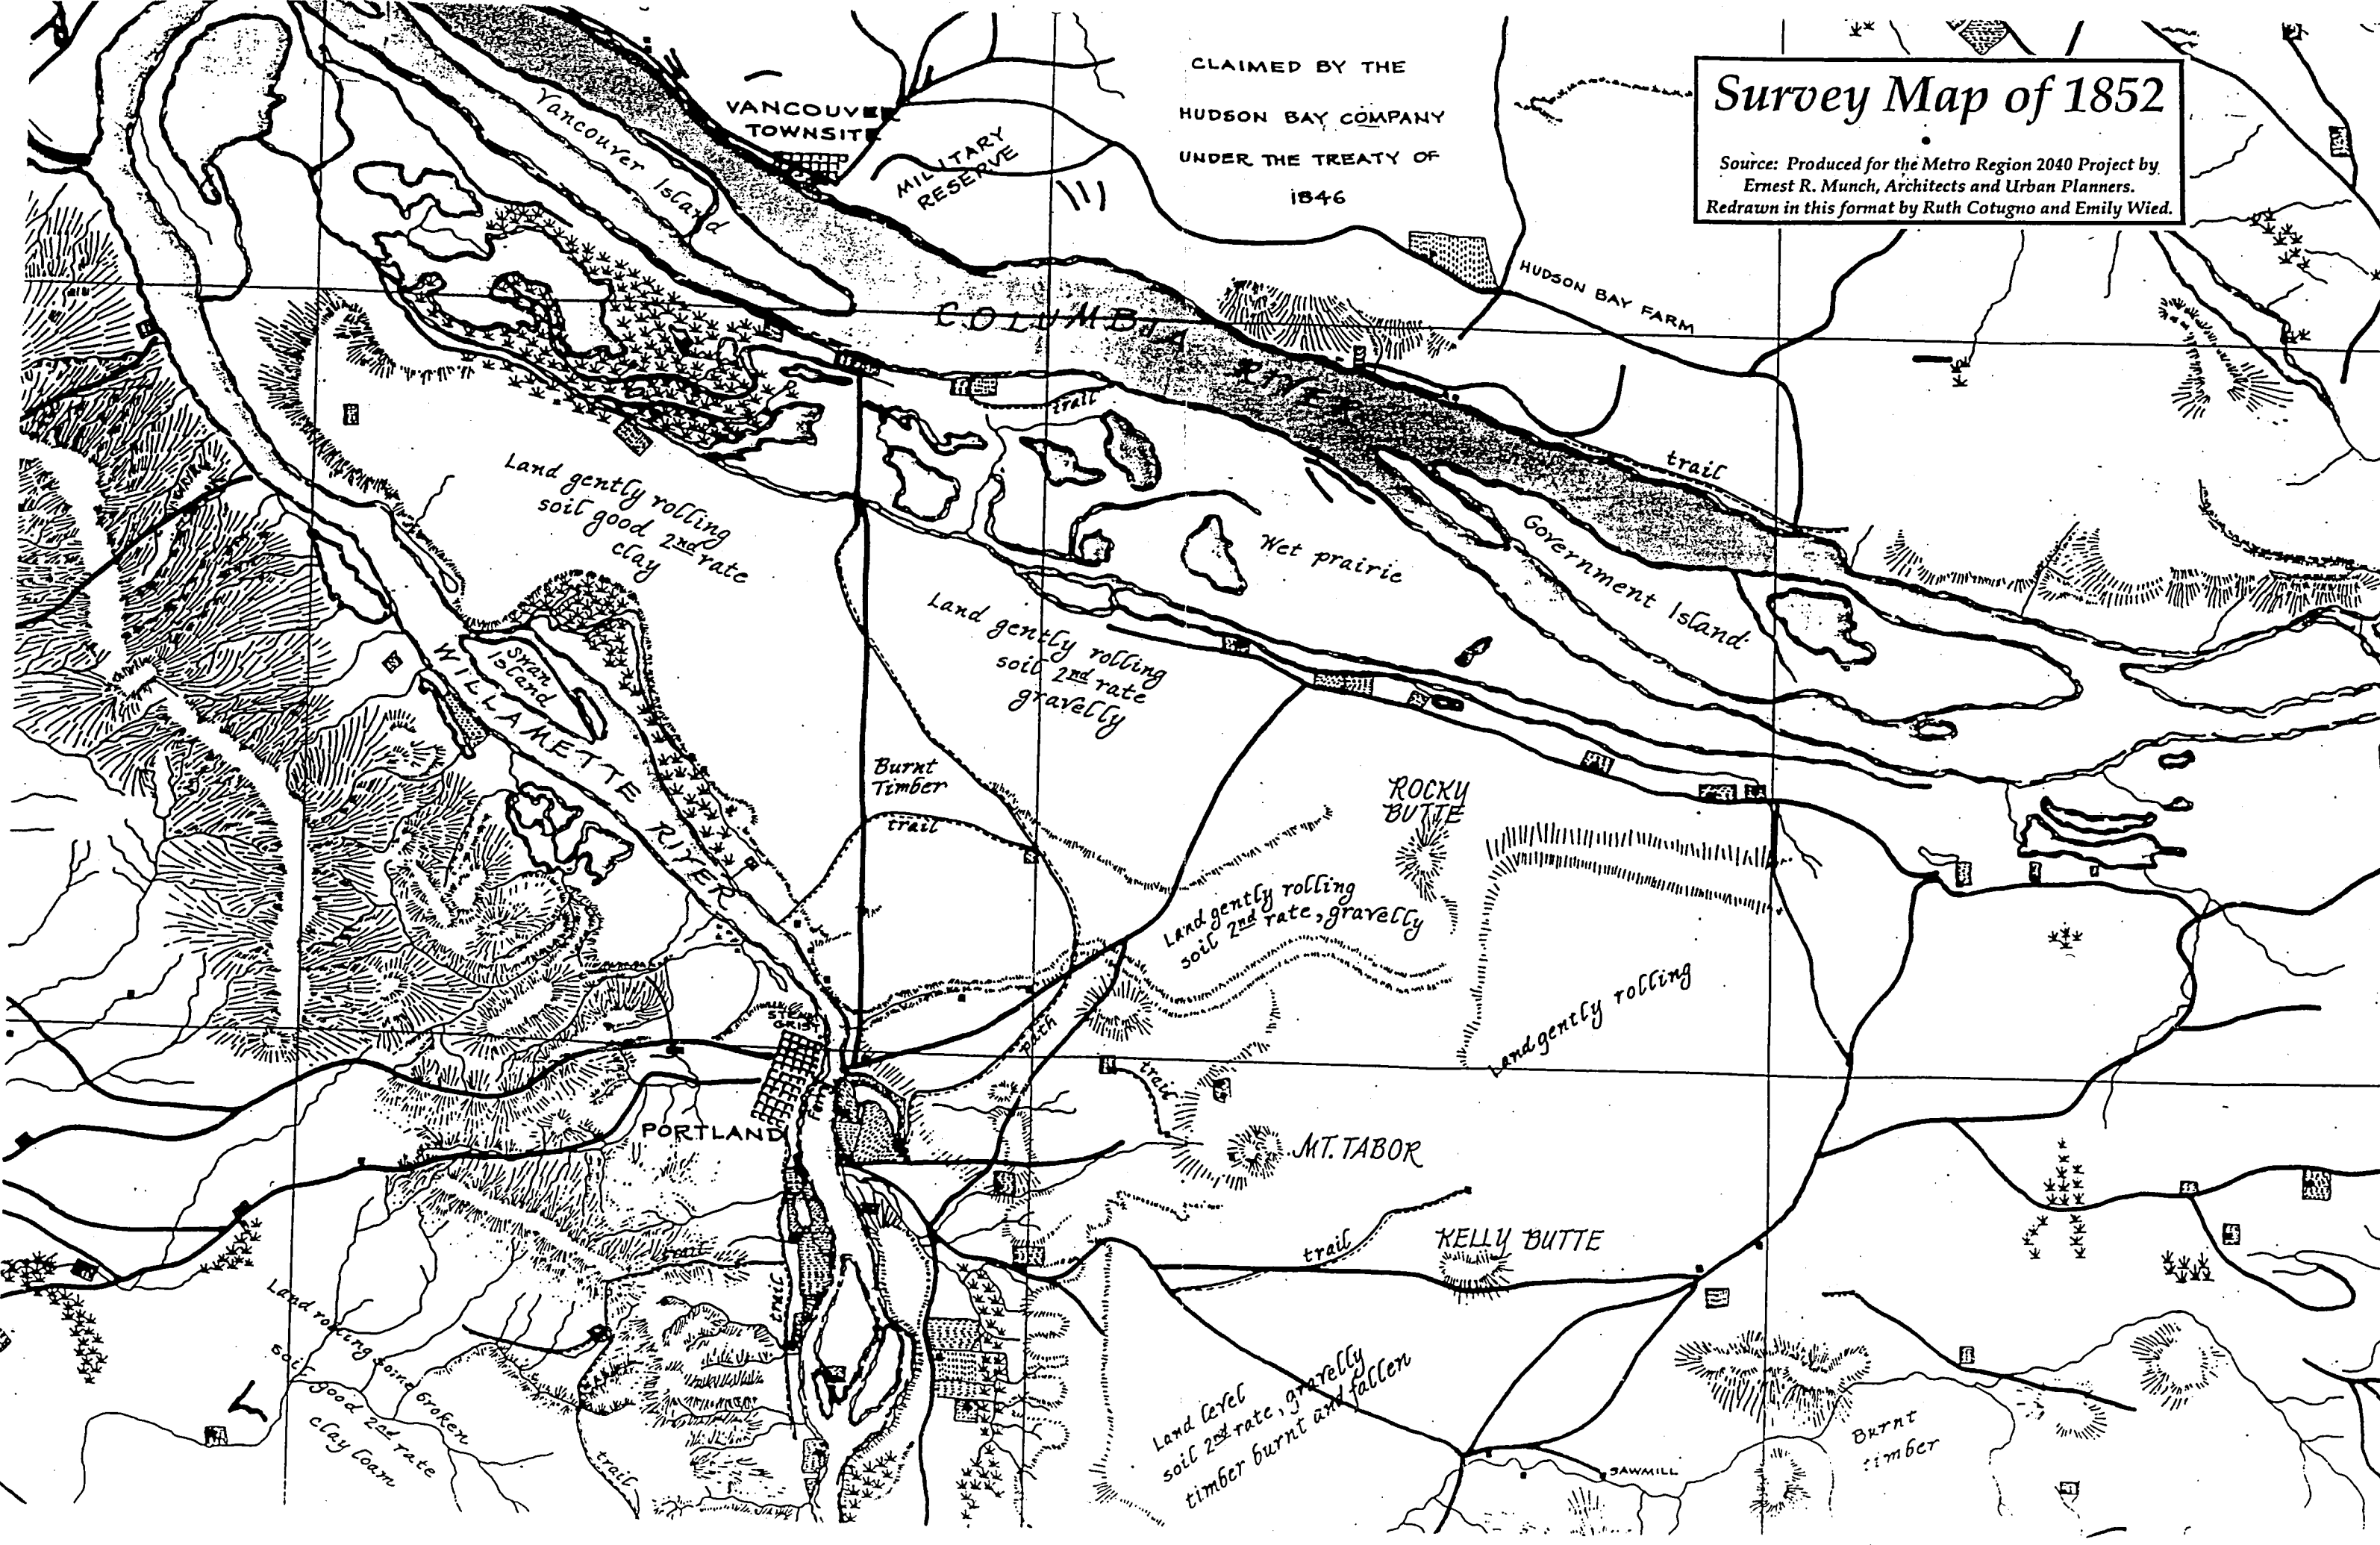 Survey Map of 1852
Source: Produced for the Metro Region 2040 Project by
Ernest R. Munch, Architects and Urban Planners.
Redrawn in this format by Ruth Cotugno and Emily Wied.
CLAIMED BY THE
HUDSON BAY COMPANY
UNDER THE TREATY OF
1846
VANCOUVER
TOWNSITE
MILITARY
RESERVE
Vancouver Island
HUDSON BAY FARM
COLUMBIA
RIVER
trail
trail
Government Island
Wet prairie
Land gently rolling
soil good 2nd rate
clay
Land gently rolling
soil 2nd rate
gravelly
Swan
Island
WILLAMETTE RIVER
Burnt
Timber
trail
ROCKY
BUTTE
Land gently rolling
soil 2nd rate, gravelly
Land gently rolling
path
STEAM
GRIST
Ferry
PORTLAND
trail
MT. TABOR
trail
KELLY BUTTE
trail
trail
Land rolling some broken
soil good 2nd rate
clay loam
trail
Land level
soil 2nd rate, gravelly
timber burnt and fallen
SAWMILL
Burnt
timber